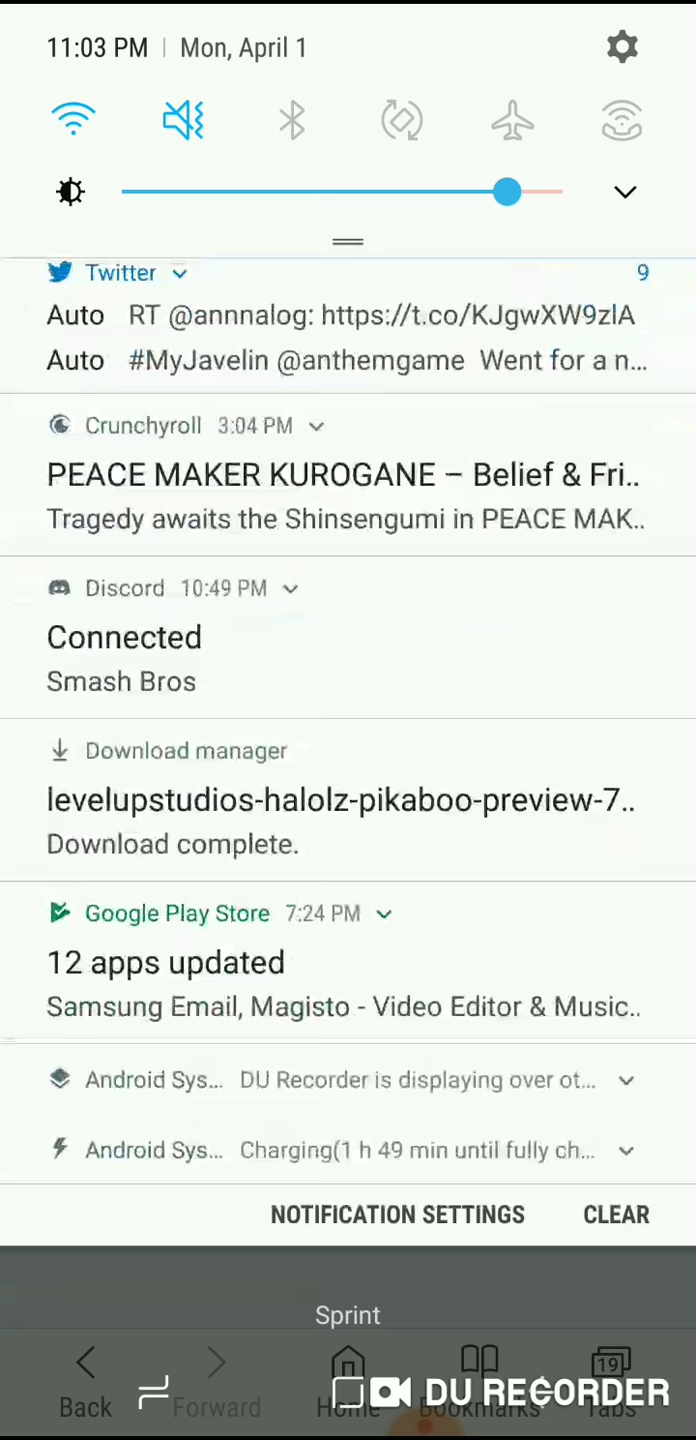 11:03 PM | Mon, April 1
Twitter 9
Auto RT @annnalog: https://t.co/KJgwXW9zlA
Auto #MyJavelin @anthemgame Went for a n...
Crunchyroll 3:04 PM
PEACE MAKER KUROGANE – Belief & Fri..
Tragedy awaits the Shinsengumi in PEACE MAK..
Discord 10:49 PM
Connected
Smash Bros
Download manager
levelupstudios-halolz-pikaboo-preview-7..
Download complete.
Google Play Store 7:24 PM
12 apps updated
Samsung Email, Magisto - Video Editor & Music..
Android Sys... DU Recorder is displaying over ot...
Android Sys... Charging(1 h 49 min until fully ch...
NOTIFICATION SETTINGS CLEAR
Sprint
19
DU RECORDER
Back Forward Home Bookmarks Tabs